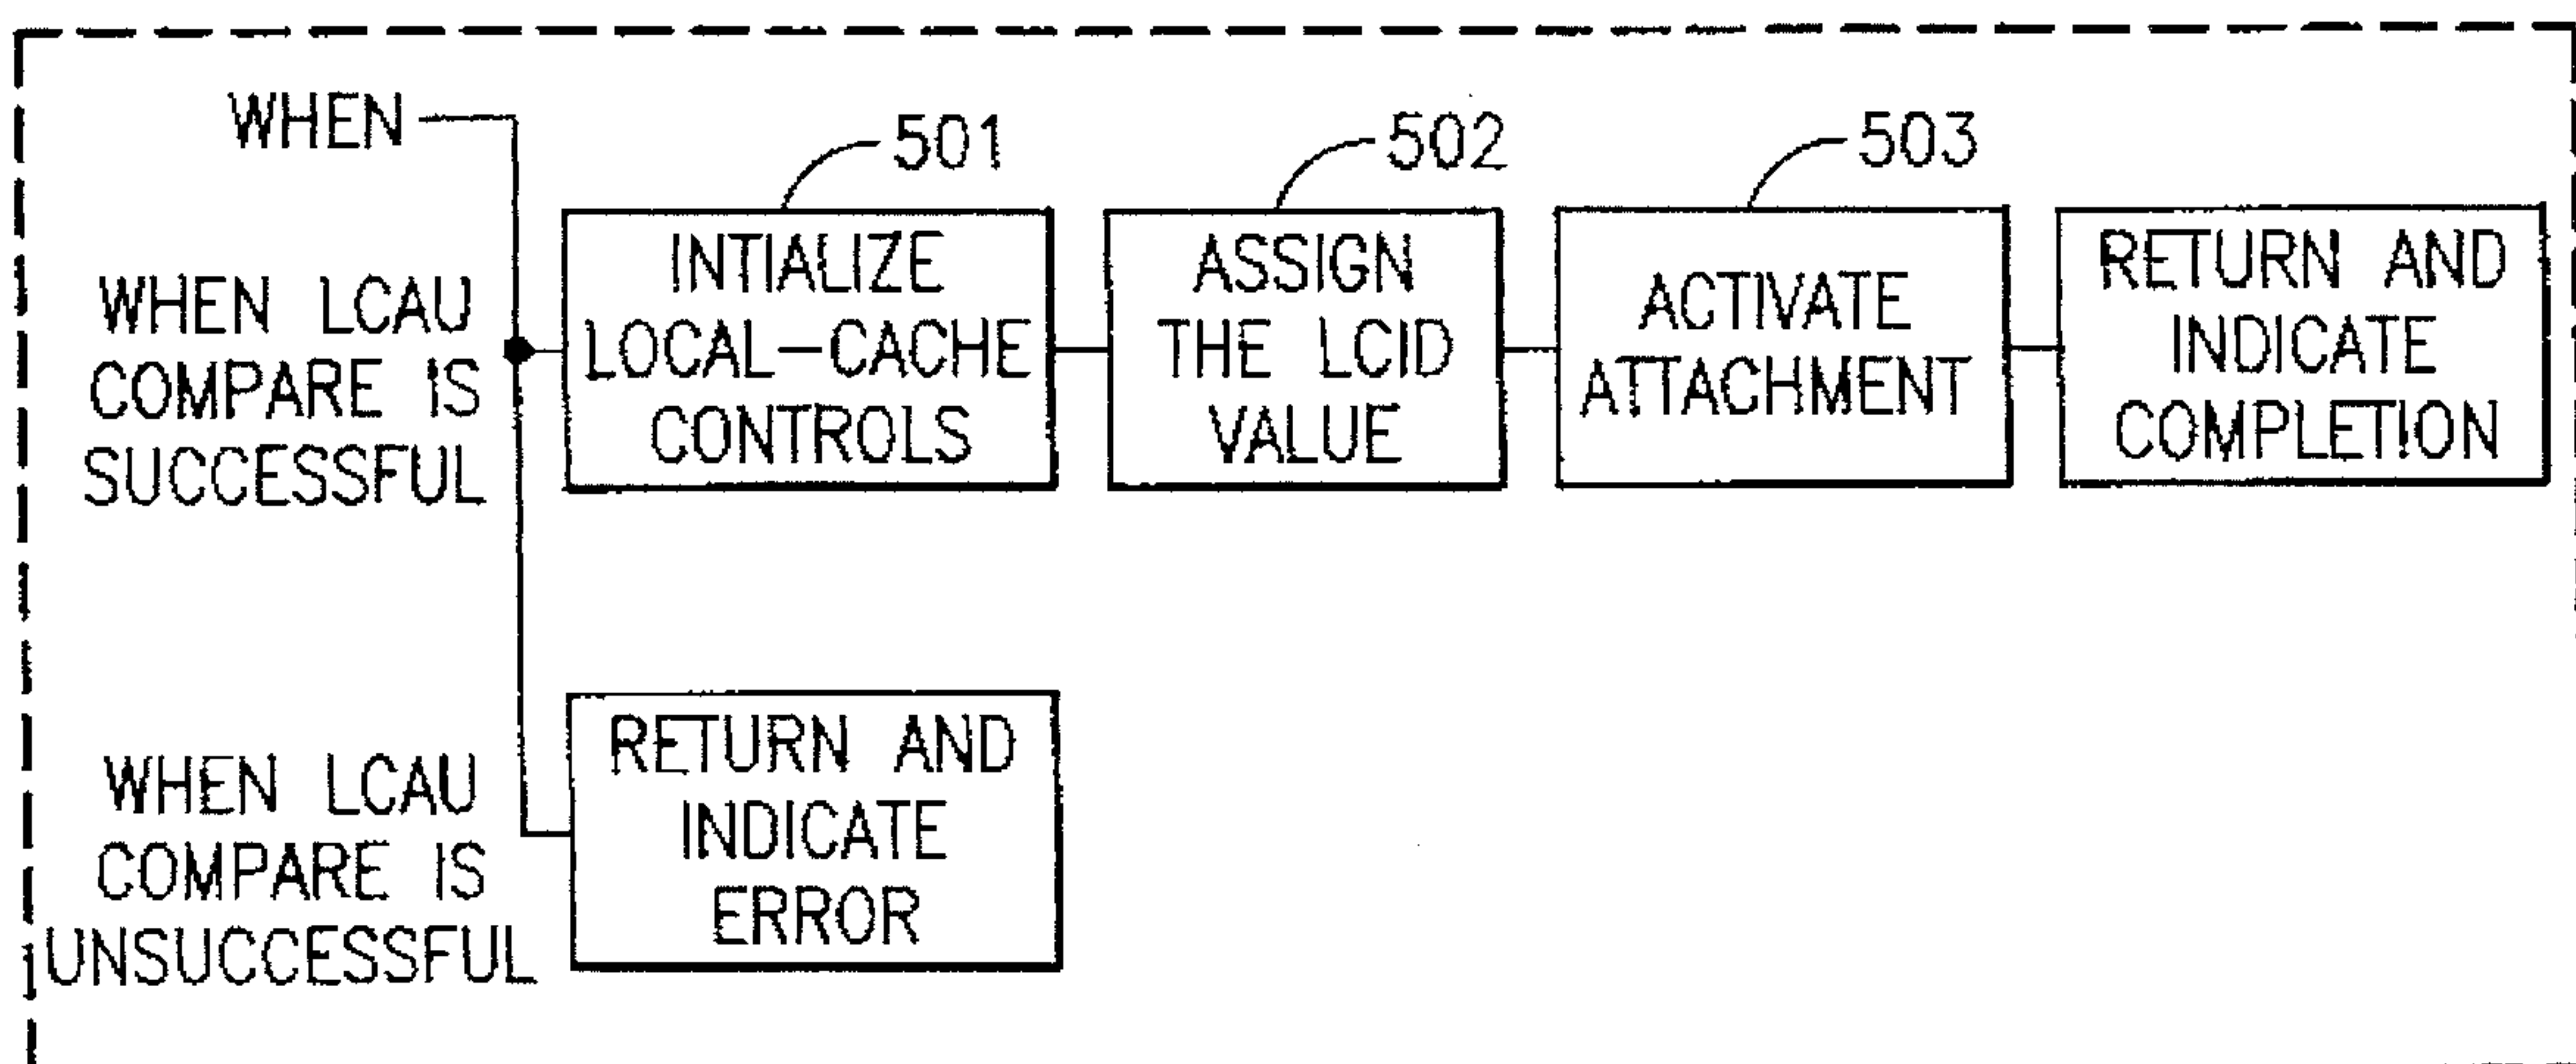 WHEN
501
502
503
WHEN LCAU
COMPARE IS
SUCCESSFUL
INTIALIZE
LOCAL-CACHE
CONTROLS
ASSIGN
THE LCID
VALUE
ACTIVATE
ATTACHMENT
RETURN AND
INDICATE
COMPLETION
WHEN LCAU
COMPARE IS
UNSUCCESSFUL
RETURN AND
INDICATE
ERROR